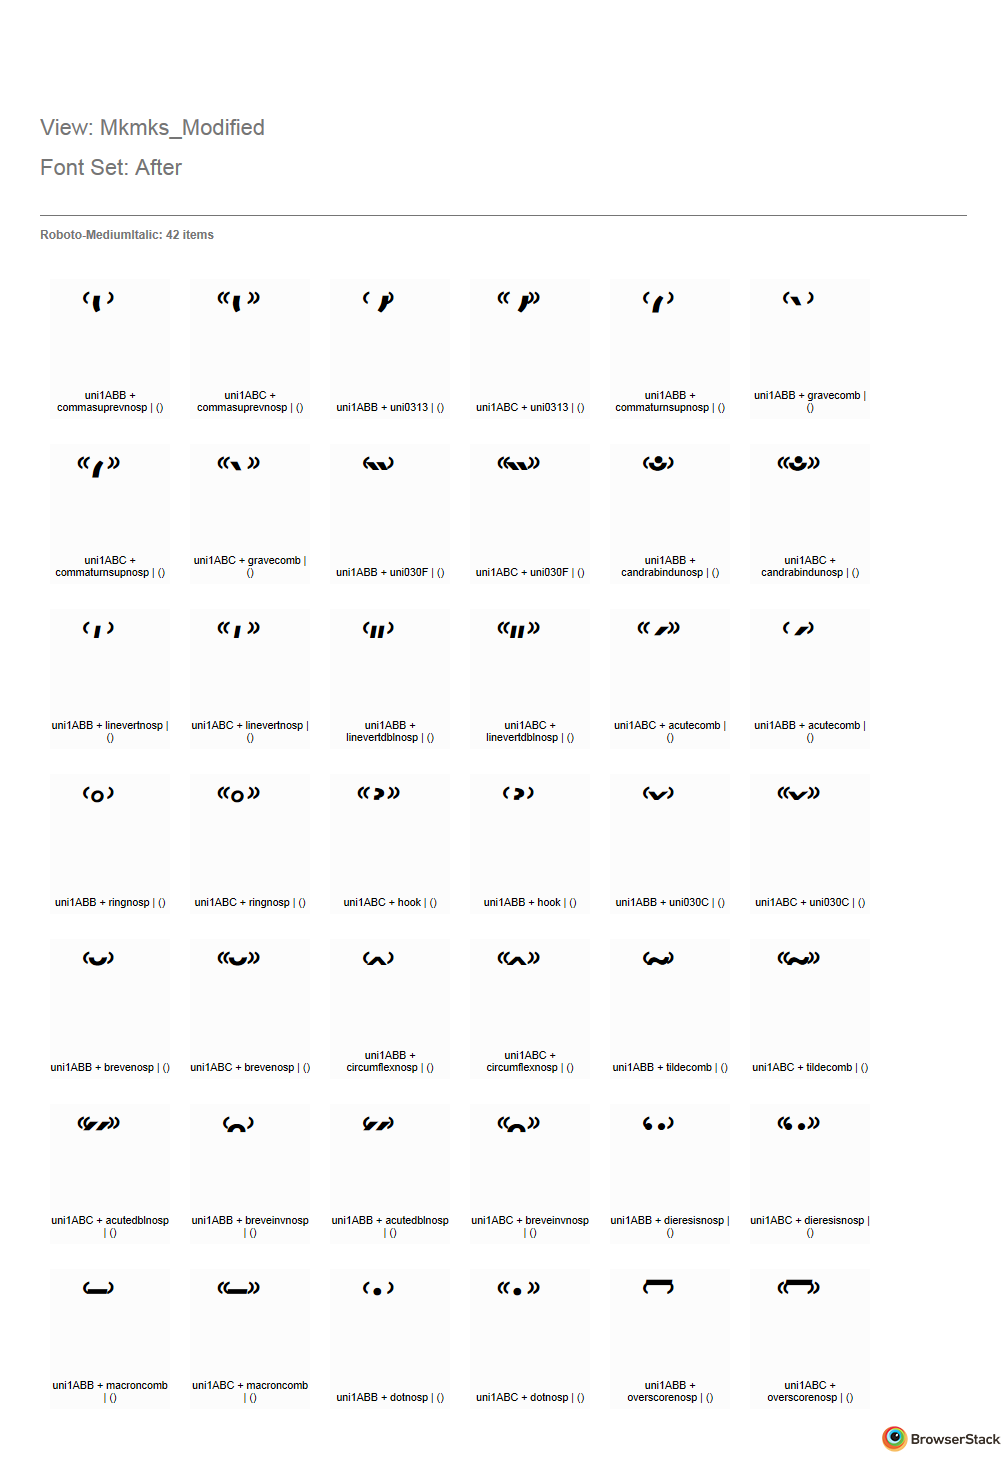 View: Mkmks_Modified
Font Set: After
Roboto-MediumItalic: 42 items
uni1ABB +
commasuprevnosp | ()
uni1ABC +
commasuprevnosp | ()
uni1ABB + uni0313 | ()
uni1ABC + uni0313 | ()
uni1ABB +
commaturnsupnosp | ()
uni1ABB + gravecomb |
()
uni1ABC +
commaturnsupnosp | ()
uni1ABC + gravecomb |
()
uni1ABB + uni030F | ()
uni1ABC + uni030F | ()
uni1ABB +
candrabindunosp | ()
uni1ABC +
candrabindunosp | ()
uni1ABB + linevertnosp |
()
uni1ABC + linevertnosp |
()
uni1ABB +
linevertdblnosp | ()
uni1ABC +
linevertdblnosp | ()
uni1ABC + acutecomb |
()
uni1ABB + acutecomb |
()
uni1ABB + ringnosp | ()
uni1ABC + ringnosp | ()
uni1ABC + hook | ()
uni1ABB + hook | ()
uni1ABB + uni030C | ()
uni1ABC + uni030C | ()
uni1ABB + brevenosp | ()
uni1ABC + brevenosp | ()
uni1ABB +
circumflexnosp | ()
uni1ABC +
circumflexnosp | ()
uni1ABB + tildecomb | ()
uni1ABC + tildecomb | ()
uni1ABC + acutedblnosp
| ()
uni1ABB + breveinvnosp
| ()
uni1ABB + acutedblnosp
| ()
uni1ABC + breveinvnosp
| ()
uni1ABB + dieresisnosp |
()
uni1ABC + dieresisnosp |
()
uni1ABB + macroncomb
| ()
uni1ABC + macroncomb
| ()
uni1ABB + dotnosp | ()
uni1ABC + dotnosp | ()
uni1ABB +
overscorenosp | ()
uni1ABC +
overscorenosp | ()
BrowserStack